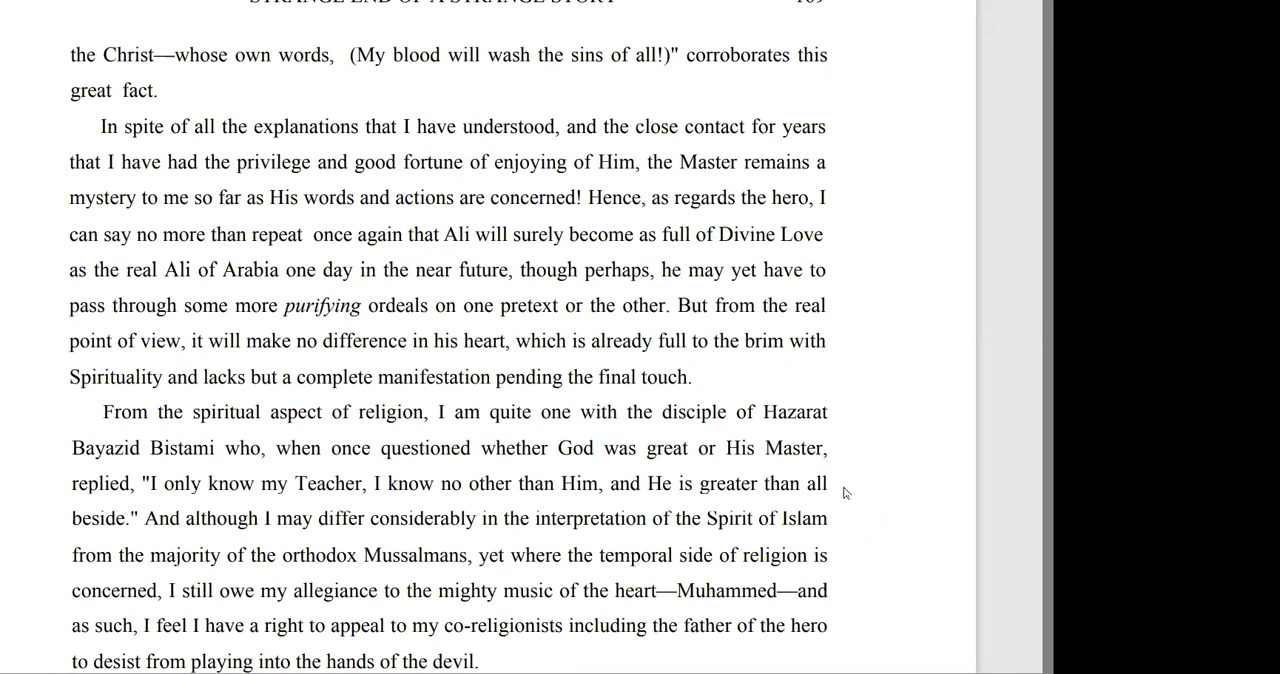 STRANGE END OF A STRANGE STORY 169
the Christ—whose own words, (My blood will wash the sins of all!)" corroborates this
great fact.
In spite of all the explanations that I have understood, and the close contact for years
that I have had the privilege and good fortune of enjoying of Him, the Master remains a
mystery to me so far as His words and actions are concerned! Hence, as regards the hero, I
can say no more than repeat once again that Ali will surely become as full of Divine Love
as the real Ali of Arabia one day in the near future, though perhaps, he may yet have to
pass through some more purifying ordeals on one pretext or the other. But from the real
point of view, it will make no difference in his heart, which is already full to the brim with
Spirituality and lacks but a complete manifestation pending the final touch.
From the spiritual aspect of religion, I am quite one with the disciple of Hazarat
Bayazid Bistami who, when once questioned whether God was great or His Master,
replied, "I only know my Teacher, I know no other than Him, and He is greater than all
beside." And although I may differ considerably in the interpretation of the Spirit of Islam
from the majority of the orthodox Mussalmans, yet where the temporal side of religion is
concerned, I still owe my allegiance to the mighty music of the heart—Muhammed—and
as such, I feel I have a right to appeal to my co-religionists including the father of the hero
to desist from playing into the hands of the devil.